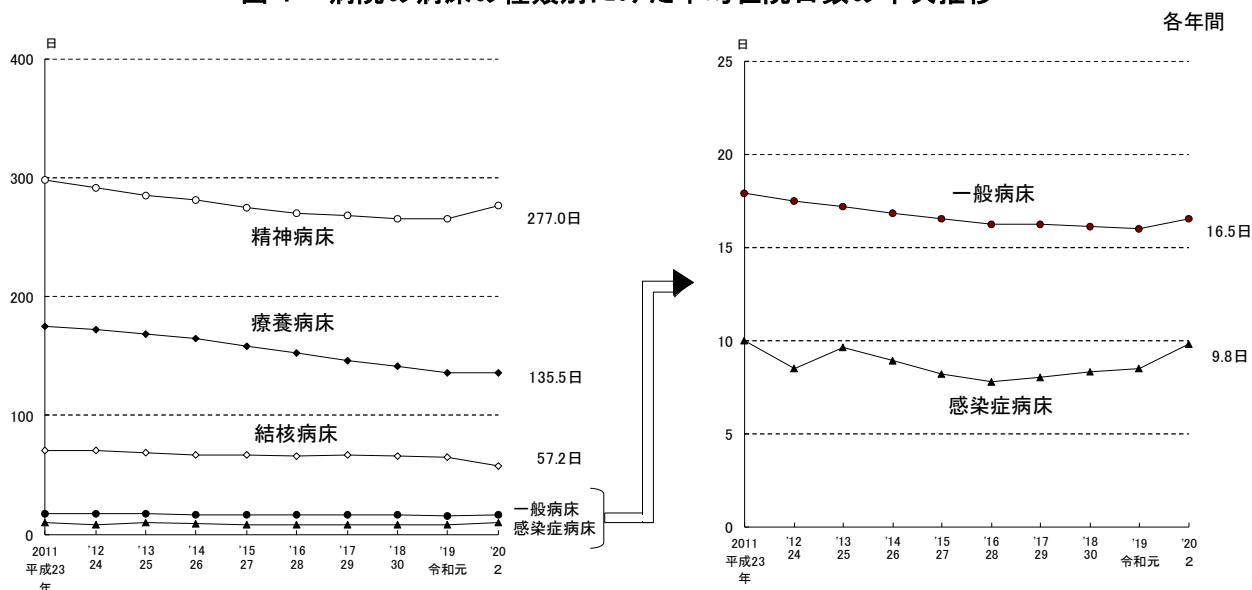 各年間
日
400
300
200
100
0
精神病床
277.0日
療養病床
135.5日
結核病床
57.2日
一般病床
感染症病床
2011 '12 '13 '14 '15 '16 '17 '18 '19 '20
平成23 24 25 26 27 28 29 30 令和元 2
年
日
25
20
15
10
5
0
一般病床
16.5日
感染症病床
9.8日
2011 '12 '13 '14 '15 '16 '17 '18 '19 '20
平成23 24 25 26 27 28 29 30 令和元 2
年